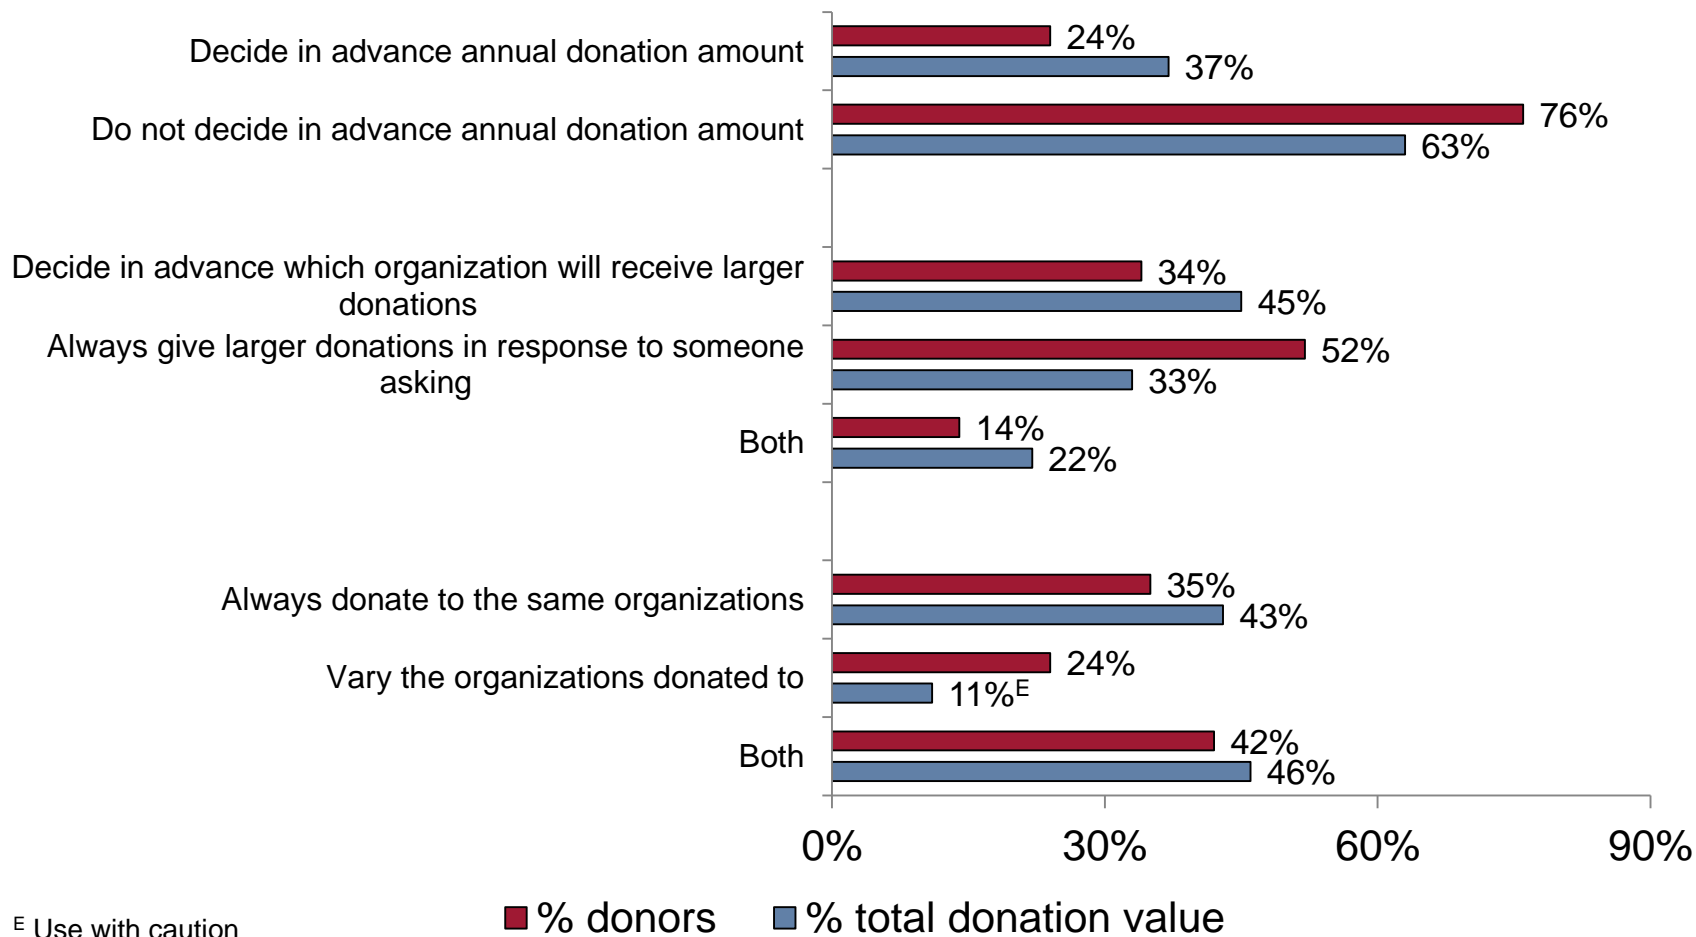 Decide in advance annual donation amount
24%
37%
Do not decide in advance annual donation amount
76%
63%
Decide in advance which organization will receive larger
donations
34%
45%
Always give larger donations in response to someone
asking
52%
33%
Both
14%
22%
Always donate to the same organizations
35%
43%
Vary the organizations donated to
24%
11%ᴱ
Both
42%
46%
0% 30% 60% 90%
% donors % total donation value
ᴱ Use with caution